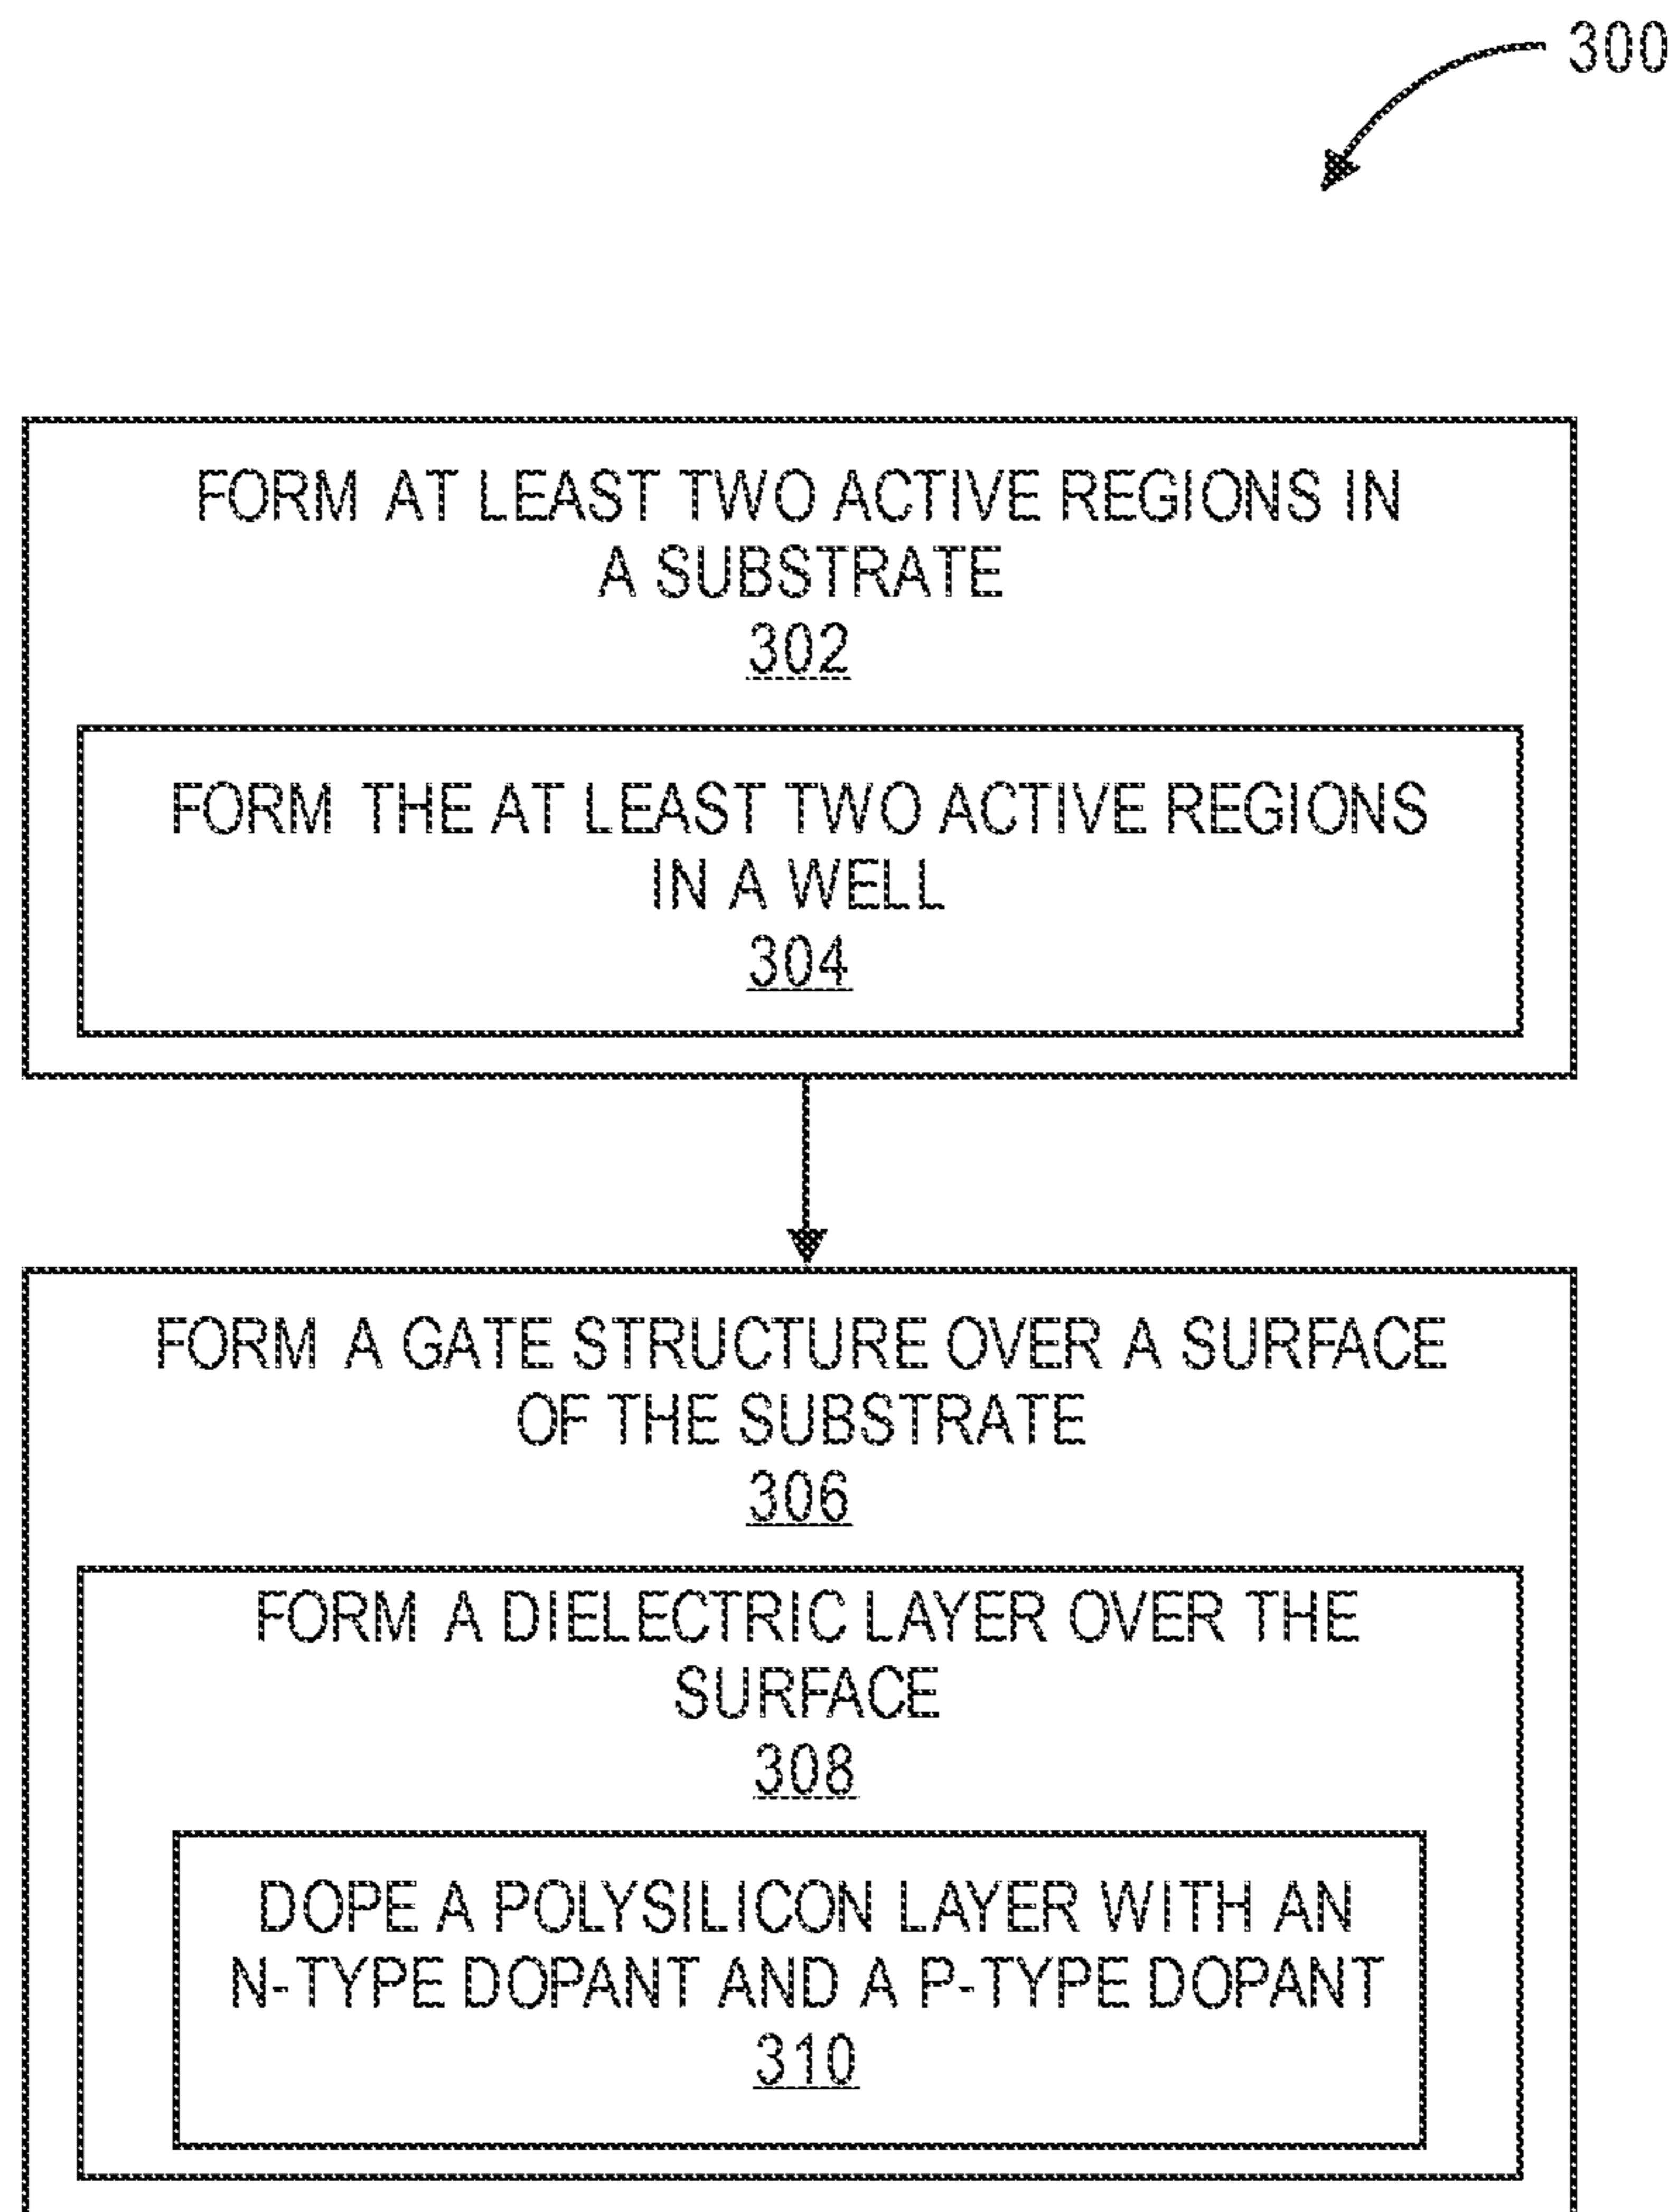 300
FORM AT LEAST TWO ACTIVE REGIONS IN
A SUBSTRATE
302
FORM THE AT LEAST TWO ACTIVE REGIONS
IN A WELL
304
FORM A GATE STRUCTURE OVER A SURFACE
OF THE SUBSTRATE
306
FORM A DIELECTRIC LAYER OVER THE
SURFACE
308
DOPE A POLYSILICON LAYER WITH AN
N-TYPE DOPANT AND A P-TYPE DOPANT
310